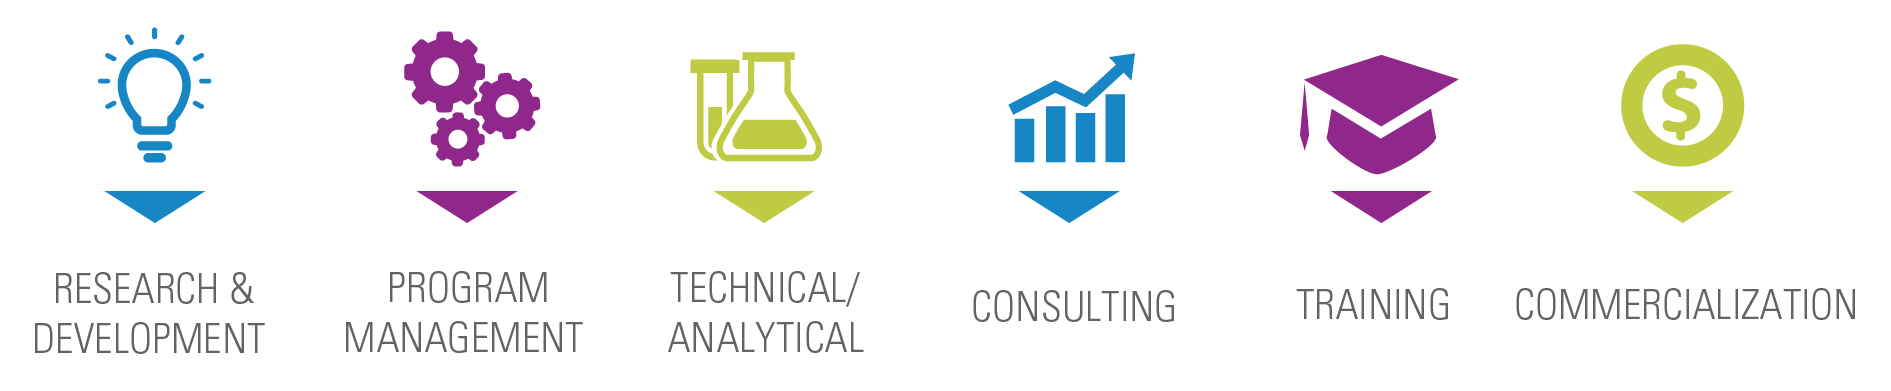 RESEARCH &
DEVELOPMENT
PROGRAM
MANAGEMENT
TECHNICAL/
ANALYTICAL
CONSULTING
TRAINING
$
COMMERCIALIZATION